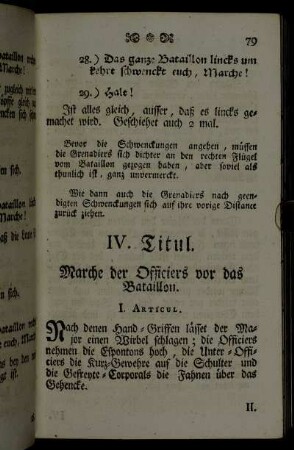 79
28.) Das gantze Bataillon lincks um
kehrt schwenckt euch, Marche!
29.) Halt!
Ist alles gleich, ausser, daß es lincks ge-
machet wird. Geschiehet auch 2 mal.
Bevor die Schwenckungen angehen, müssen
die Grenadiers sich dichter an den rechten Flügel
vom Bataillon gezogen haben, aber soviel als
thunlich ist, ganz unvermerckt.
Wie dann auch die Grenadiers nach geen-
digten Schwenckungen sich auf ihre vorige Distance
zurück ziehen.
IV. Titul.
Marche der Officiers vor das
Bataillon.
I. ARTICUL.
Nach denen Hand-Griffen lässet der Ma-
jor einen Wirbel schlagen; die Officiers
nehmen die Espontons hoch, die Unter-Offi-
ciers die Kurz-Gewehre auf die Schulter und
die Gefreyte-Corporals die Fahnen über das
Gehencke.
II.